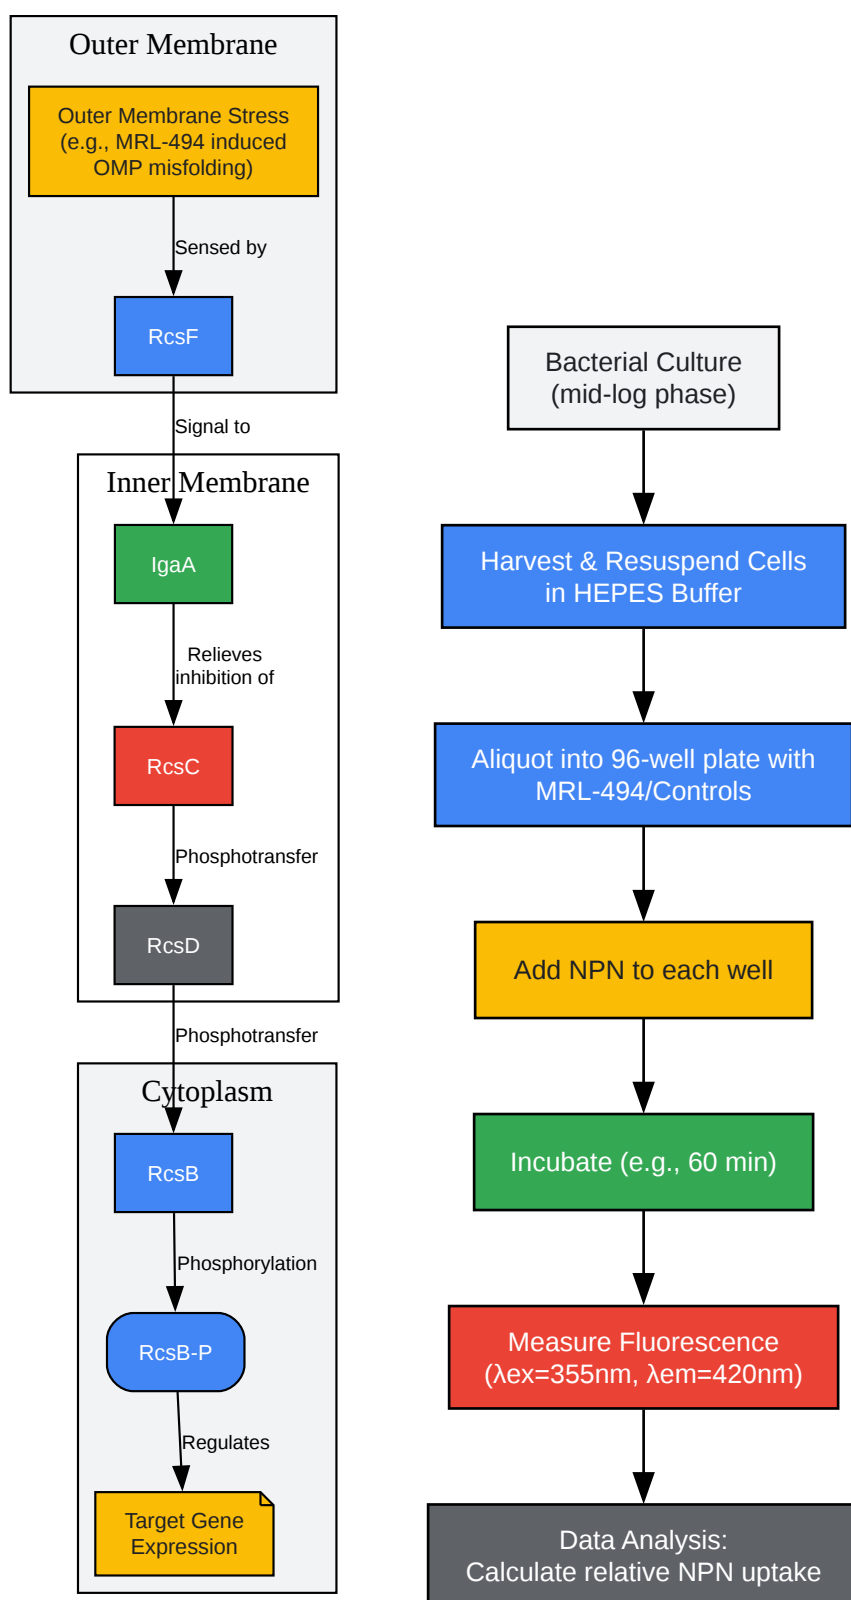 Outer Membrane
Outer Membrane Stress
(e.g., MRL-494 induced
OMP misfolding)
Sensed by
RcsF
Signal to
Inner Membrane
IgaA
Relieves
inhibition of
RcsC
Phosphotransfer
RcsD
Phosphotransfer
Cytoplasm
RcsB
Phosphorylation
RcsB-P
Regulates
Target Gene
Expression
Bacterial Culture
(mid-log phase)
Harvest & Resuspend Cells
in HEPES Buffer
Aliquot into 96-well plate with
MRL-494/Controls
Add NPN to each well
Incubate (e.g., 60 min)
Measure Fluorescence
(λex=355nm, λem=420nm)
Data Analysis:
Calculate relative NPN uptake